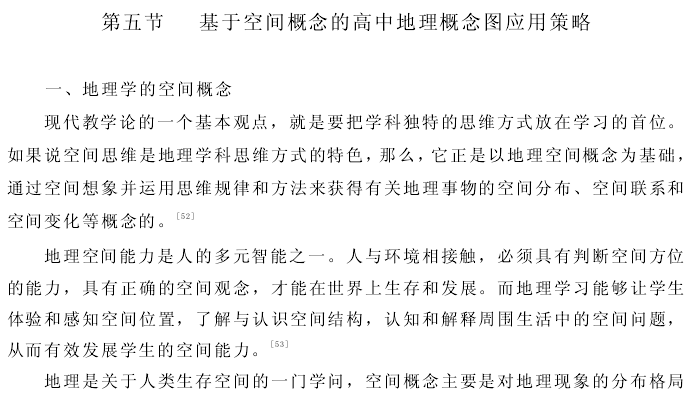 第五节 基于空间概念的高中地理概念图应用策略
一、地理学的空间概念
现代教学论的一个基本观点，就是要把学科独特的思维方式放在学习的首位。
如果说空间思维是地理学科思维方式的特色，那么，它正是以地理空间概念为基础，
通过空间想象并运用思维规律和方法来获得有关地理事物的空间分布、空间联系和
空间变化等概念的。[52]
地理空间能力是人的多元智能之一。人与环境相接触，必须具有判断空间方位
的能力，具有正确的空间观念，才能在世界上生存和发展。而地理学习能够让学生
体验和感知空间位置，了解与认识空间结构，认知和解释周围生活中的空间问题，
从而有效发展学生的空间能力。[53]
地理是关于人类生存空间的一门学问，空间概念主要是对地理现象的分布格局